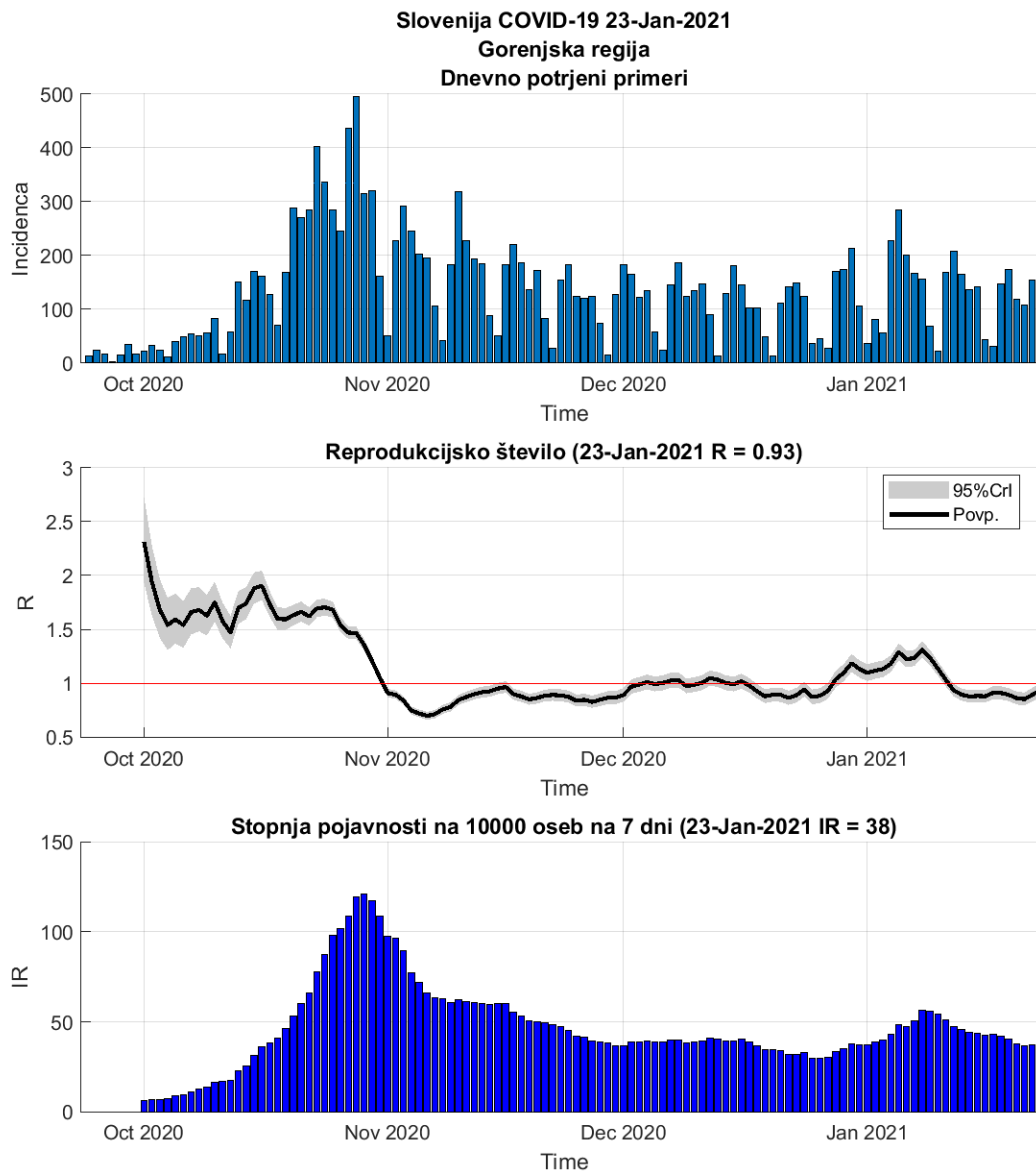 Slovenija COVID-19 23-Jan-2021
Gorenjska regija
Dnevno potrjeni primeri
500
400
300
200
100
0
Incidenca
Oct 2020
Nov 2020
Dec 2020
Jan 2021
Time
Reprodukcijsko število (23-Jan-2021 R = 0.93)
3
2.5
2
1.5
1
0.5
R
95%CrI
Povp.
Oct 2020
Nov 2020
Dec 2020
Jan 2021
Time
Stopnja pojavnosti na 10000 oseb na 7 dni (23-Jan-2021 IR = 38)
150
100
50
0
IR
Oct 2020
Nov 2020
Dec 2020
Jan 2021
Time